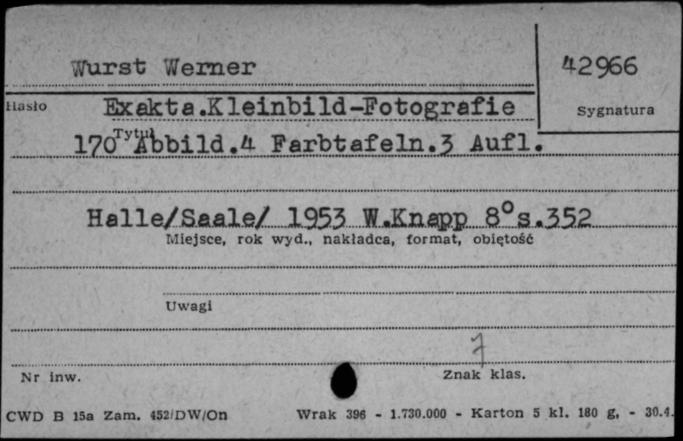 Wurst Werner
42966
Hasło
Exakta.Kleinbild-Fotografie
Sygnatura
Tytuł
170 Abbild.4 Farbtafeln.3 Aufl.
Halle/Saale/ 1953 W.Knapp 8° s.352
Miejsce, rok wyd., nakładca, format, objętość
Uwagi
7
Nr inw.
Znak klas.
CWD B 15a Zam. 452/DW/On Wrak 396 - 1.730.000 - Karton 5 kl. 180 g, - 30.4.